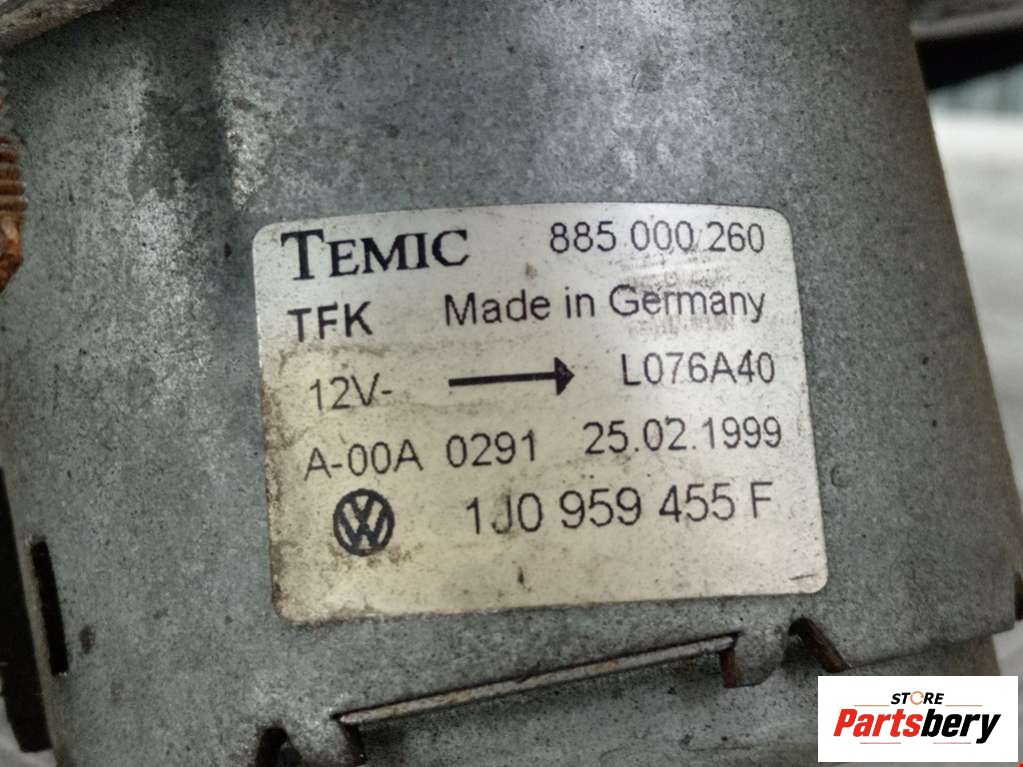 TEMIC 885.000.260
TFK Made in Germany
12V- L076A40
A-00A 0291 25.02.1999
VW 1J0 959 455 F
STORE
Partsbery